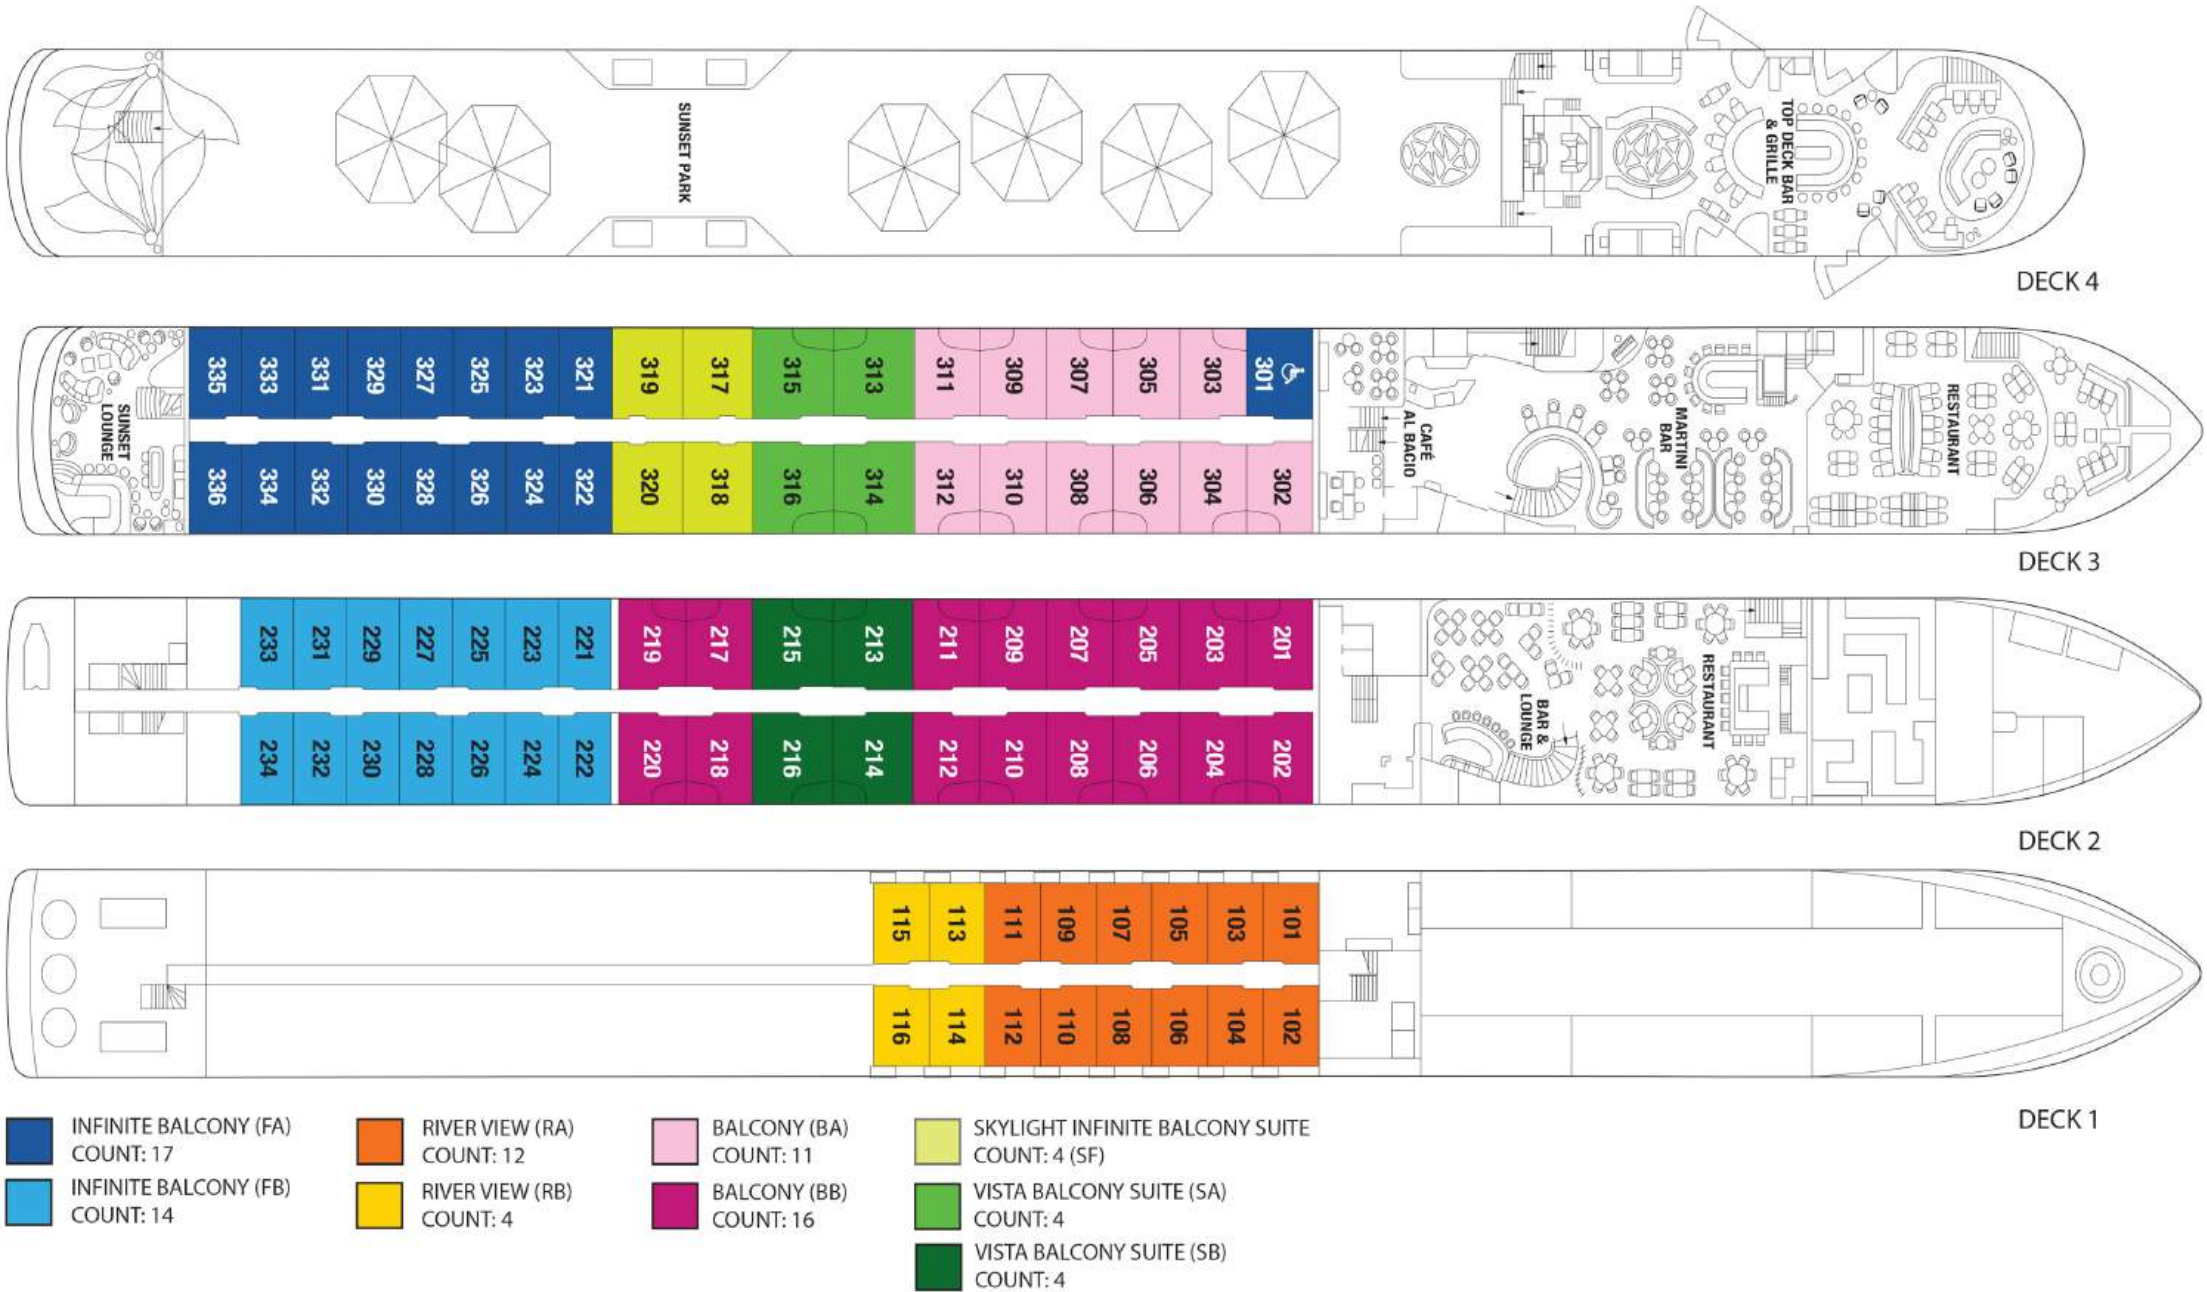 SUNSET PARK
TOP DECK BAR
& GRILLE
DECK 4
SUNSET
LOUNGE
335 333 331 329 327 325 323 321 319 317 315 313 311 309 307 305 303 301
336 334 332 330 328 326 324 322 320 318 316 314 312 310 308 306 304 302
CAFÉ
AL BACIO
MARTINI
BAR
RESTAURANT
DECK 3
233 231 229 227 225 223 221 219 217 215 213 211 209 207 205 203 201
234 232 230 228 226 224 222 220 218 216 214 212 210 208 206 204 202
BAR &
LOUNGE
RESTAURANT
DECK 2
115 113 111 109 107 105 103 101
116 114 112 110 108 106 104 102
DECK 1
INFINITE BALCONY (FA)
COUNT: 17
INFINITE BALCONY (FB)
COUNT: 14
RIVER VIEW (RA)
COUNT: 12
RIVER VIEW (RB)
COUNT: 4
BALCONY (BA)
COUNT: 11
BALCONY (BB)
COUNT: 16
SKYLIGHT INFINITE BALCONY SUITE
COUNT: 4 (SF)
VISTA BALCONY SUITE (SA)
COUNT: 4
VISTA BALCONY SUITE (SB)
COUNT: 4